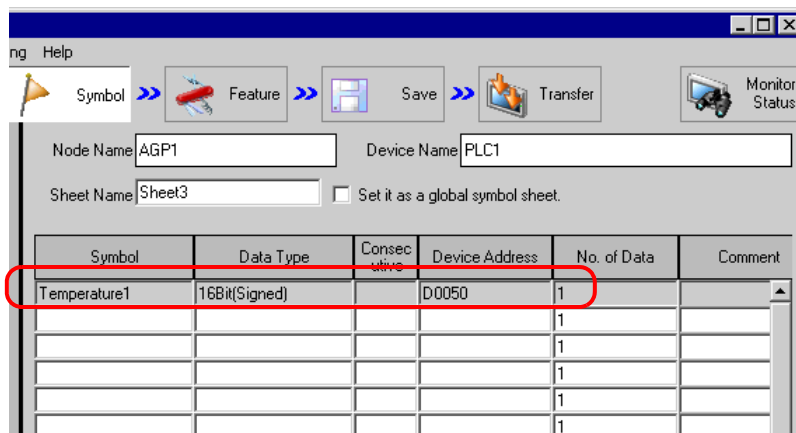 ng Help
Symbol Feature Save Transfer Monitor Status
Node Name AGP1 Device Name PLC1
Sheet Name Sheet3 Set it as a global symbol sheet.
Symbol Data Type Consecutive Device Address No. of Data Comment
Temperature1 16Bit(Signed) D0050 1
1
1
1
1
1